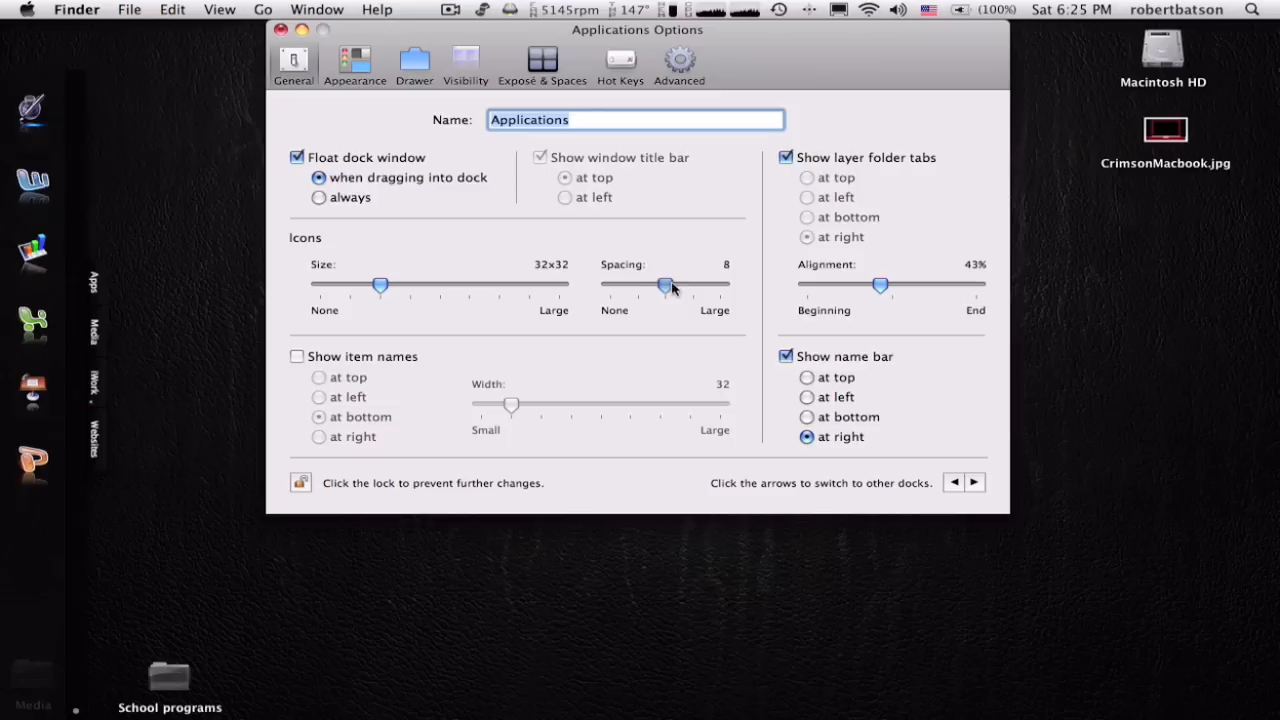 Finder File Edit View Go Window Help 5145rpm 147° (100%) Sat 6:25 PM robertbatson
Applications Options
General Appearance Drawer Visibility Exposé & Spaces Hot Keys Advanced
Name: Applications
Float dock window
when dragging into dock
always
Show window title bar
at top
at left
Show layer folder tabs
at top
at left
at bottom
at right
Icons
Size: 32x32
None Large
Spacing: 8
None Large
Alignment: 43%
Beginning End
Show item names
at top
at left
at bottom
at right
Width: 32
Small Large
Show name bar
at top
at left
at bottom
at right
Click the lock to prevent further changes.
Click the arrows to switch to other docks.
Apps
Media
iWork
Websites
Media
School programs
Macintosh HD
CrimsonMacbook.jpg